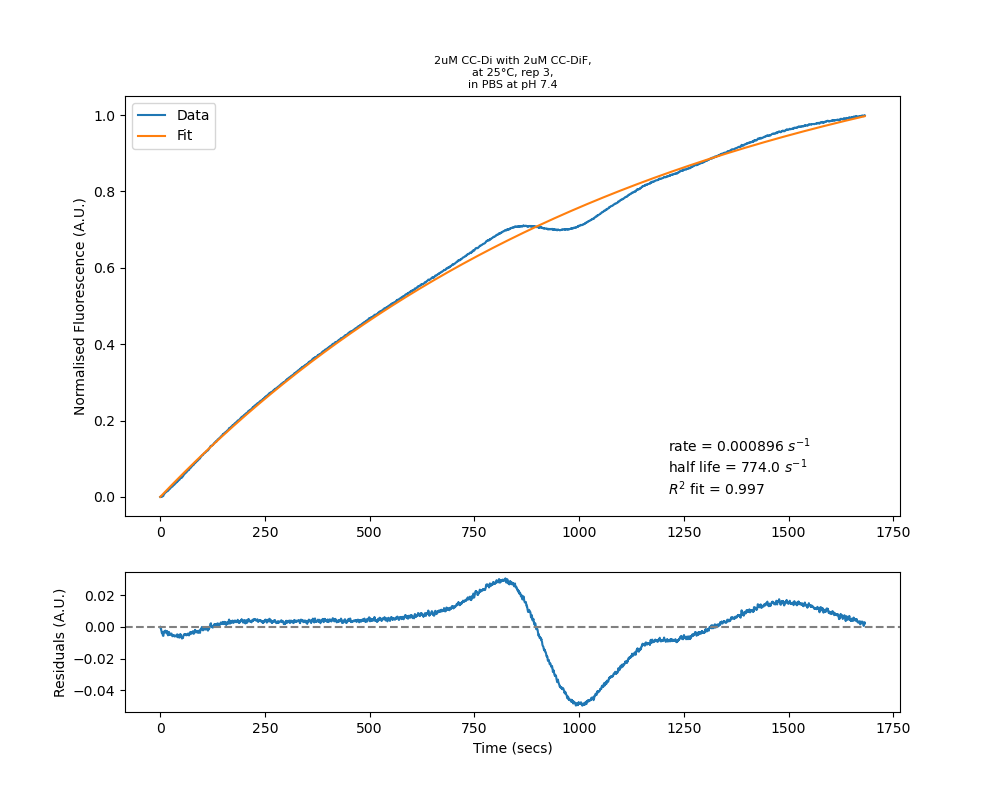 2uM CC-Di with 2uM CC-DiF,
at 25°C, rep 3,
in PBS at pH 7.4
Data
Fit
Normalised Fluorescence (A.U.)
1.0
0.8
0.6
0.4
0.2
0.0
rate = 0.000896 s⁻¹
half life = 774.0 s⁻¹
R² fit = 0.997
0 250 500 750 1000 1250 1500 1750
Residuals (A.U.)
0.02
0.00
−0.02
−0.04
0 250 500 750 1000 1250 1500 1750
Time (secs)